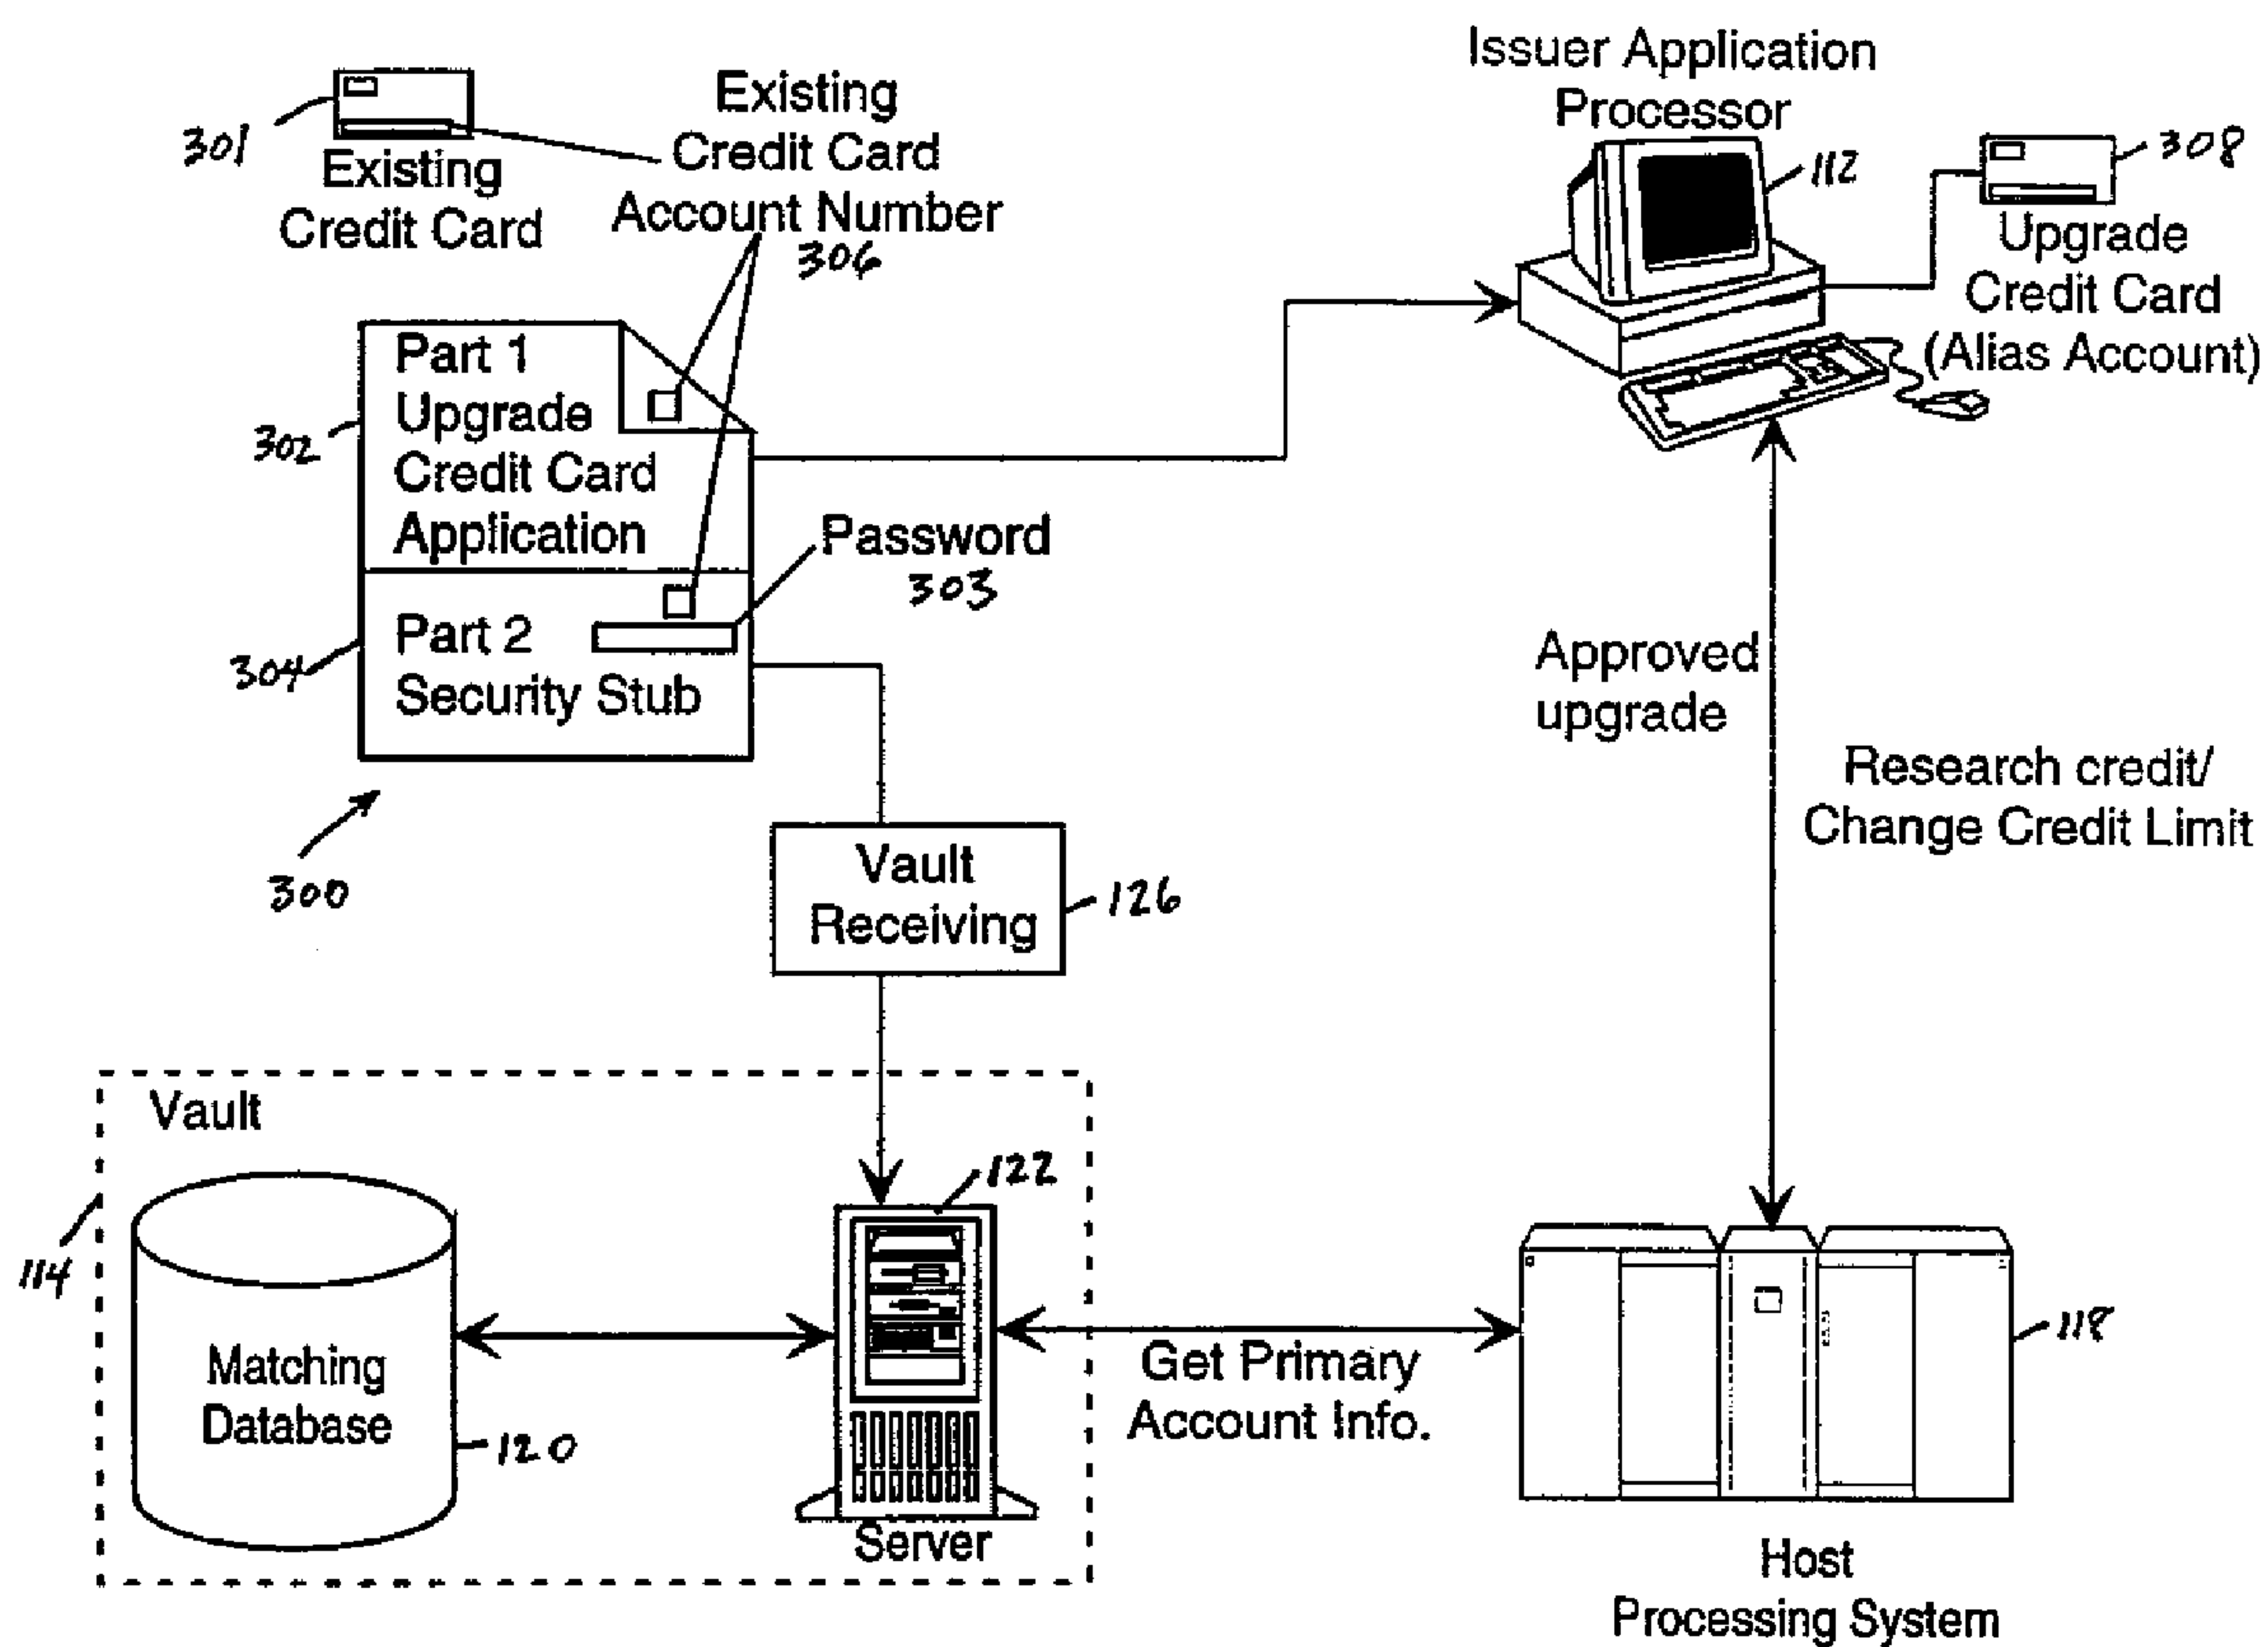 301
Existing
Credit Card
Existing
Credit Card
Account Number
306
Issuer Application
Processor
112
308
Upgrade
Credit Card
(Alias Account)
Part 1
Upgrade
Credit Card
Application
302
Password
303
Part 2
Security Stub
304
300
Approved
upgrade
Research credit/
Change Credit Limit
Vault
Receiving
126
Vault
114
Matching
Database
120
122
Server
Get Primary
Account Info.
118
Host
Processing System